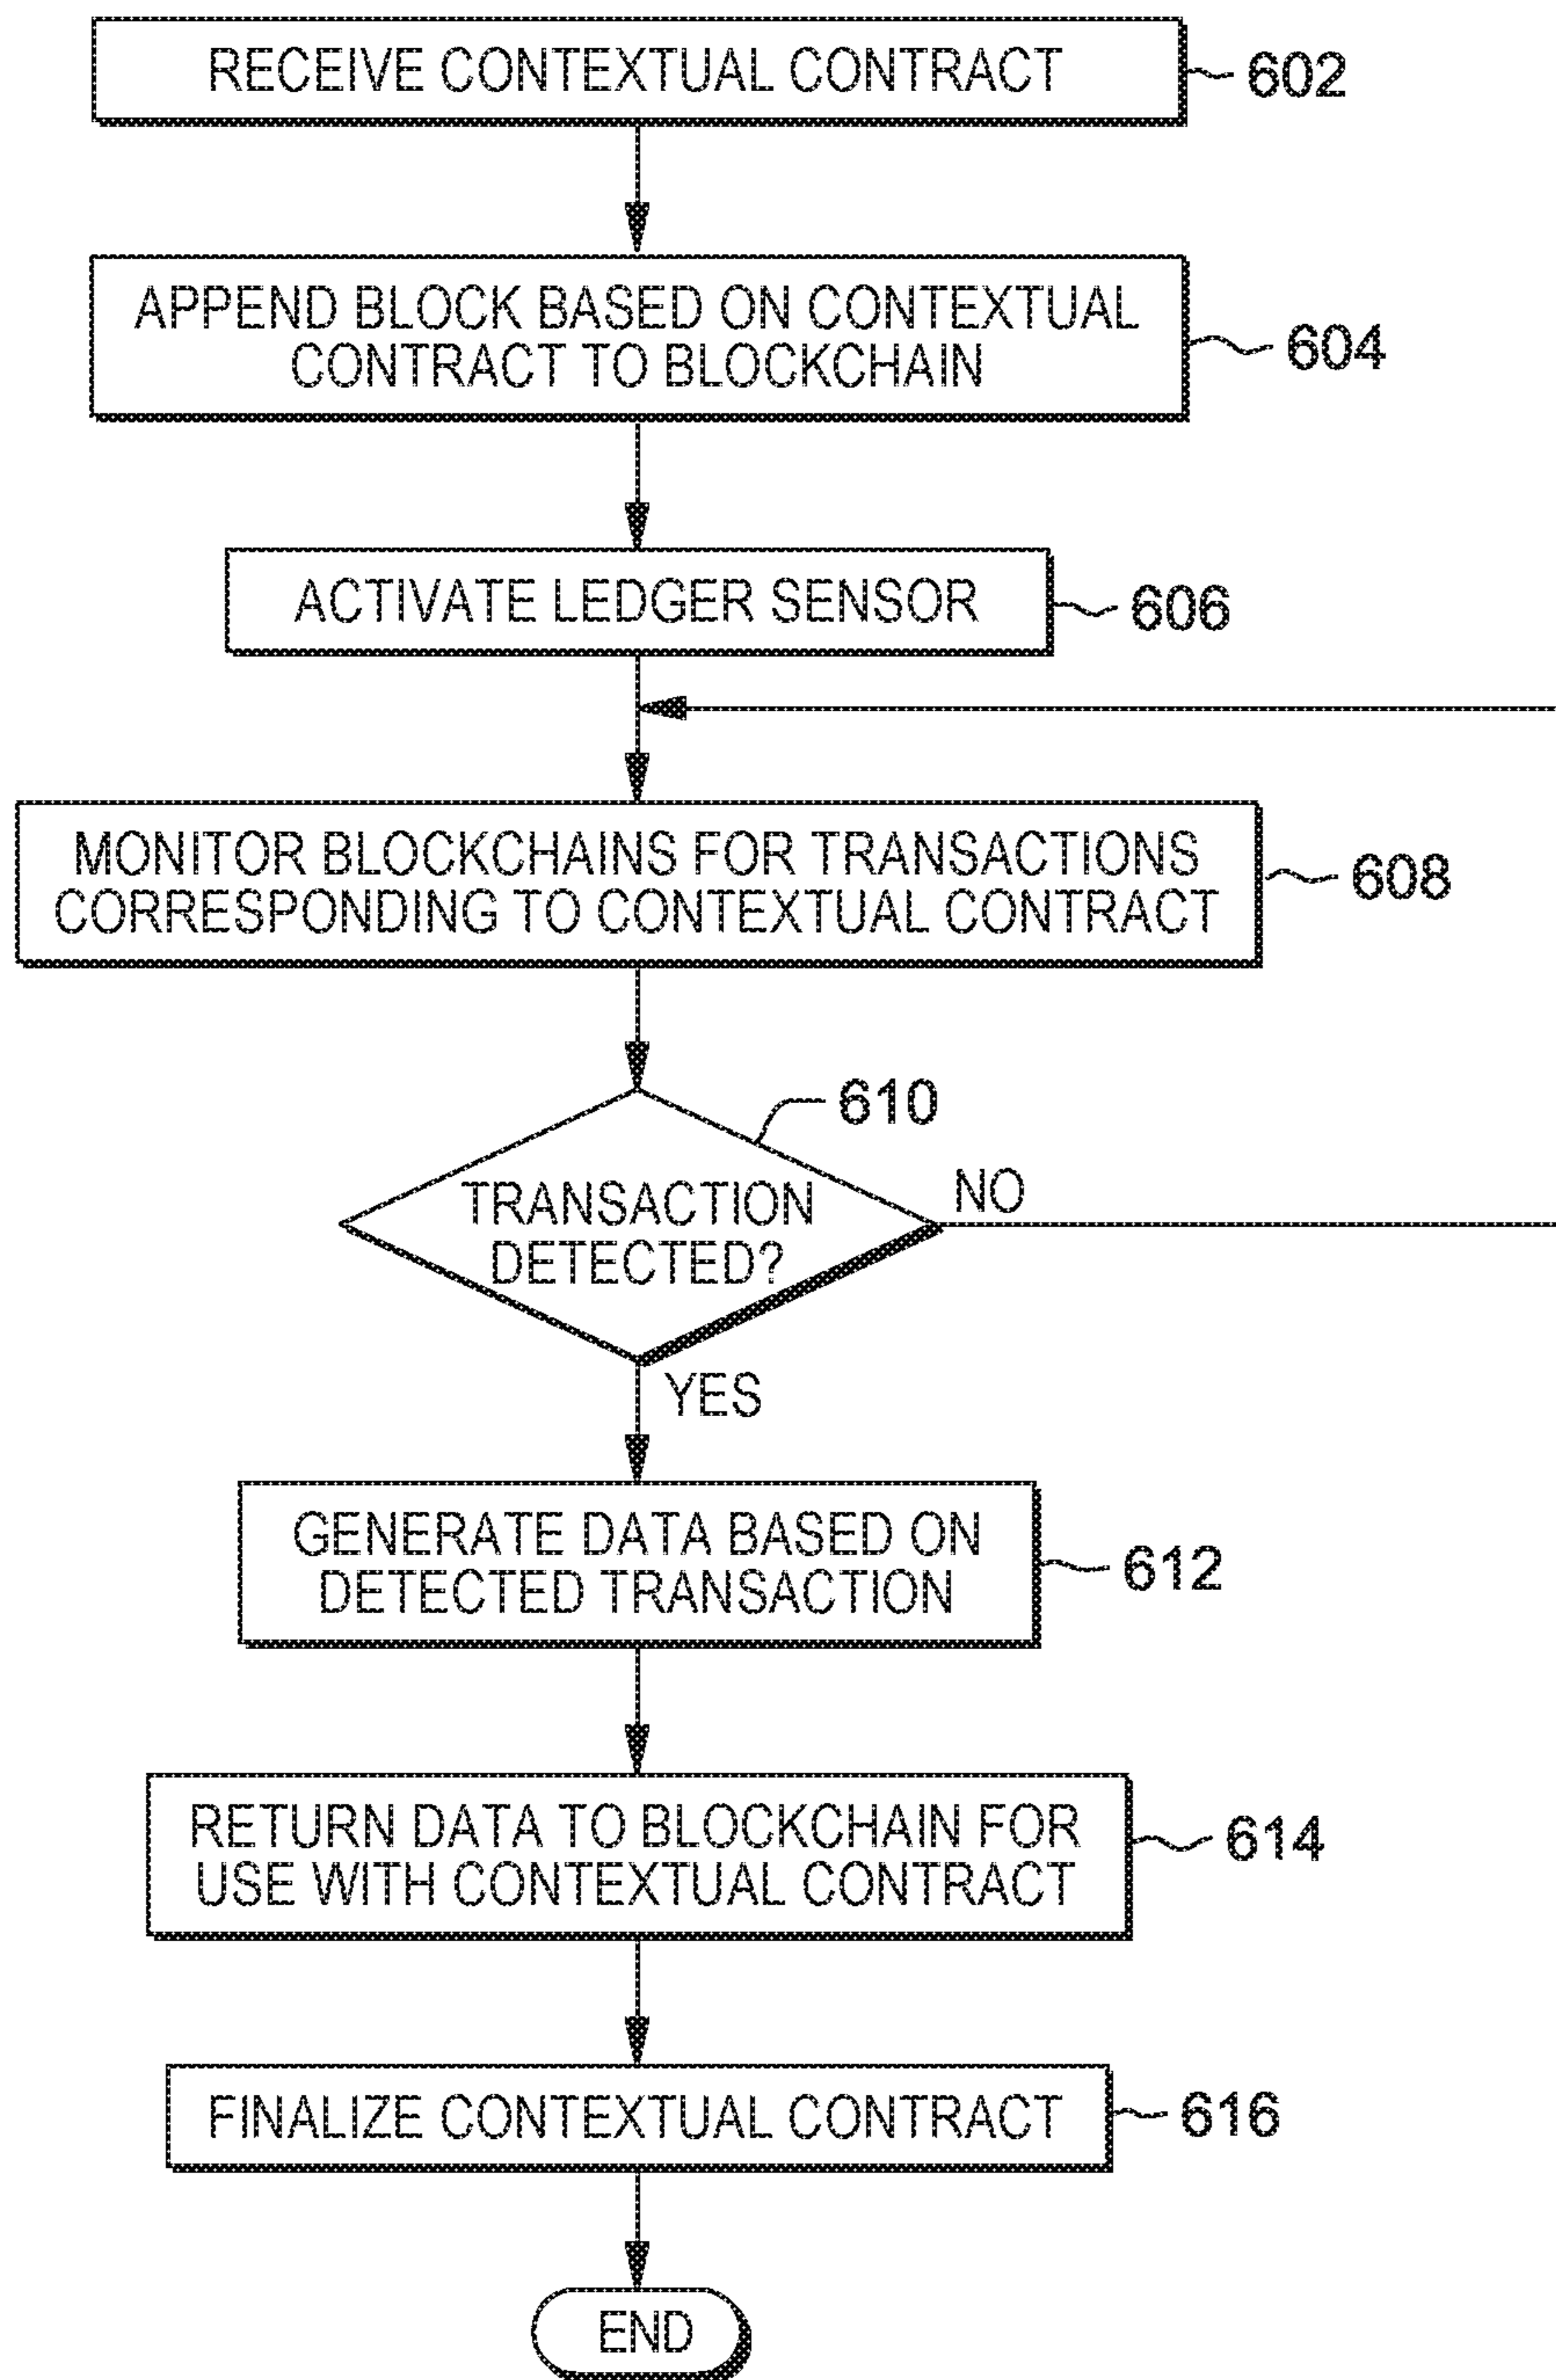 RECEIVE CONTEXTUAL CONTRACT
602
APPEND BLOCK BASED ON CONTEXTUAL
CONTRACT TO BLOCKCHAIN
604
ACTIVATE LEDGER SENSOR
606
MONITOR BLOCKCHAINS FOR TRANSACTIONS
CORRESPONDING TO CONTEXTUAL CONTRACT
608
610
TRANSACTION
DETECTED?
NO
YES
GENERATE DATA BASED ON
DETECTED TRANSACTION
612
RETURN DATA TO BLOCKCHAIN FOR
USE WITH CONTEXTUAL CONTRACT
614
FINALIZE CONTEXTUAL CONTRACT
616
END